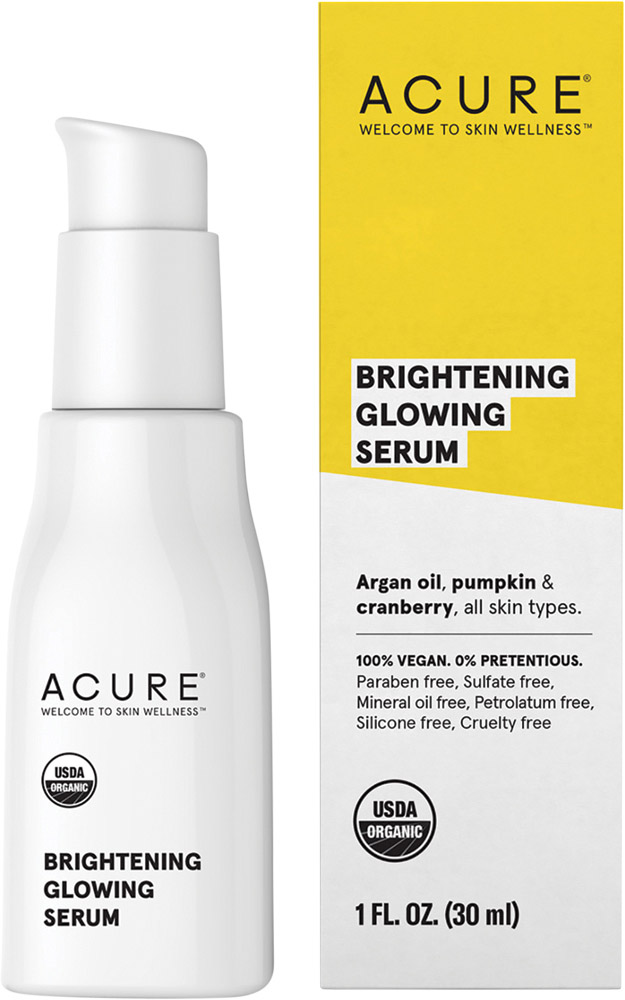 ACURE®
WELCOME TO SKIN WELLNESS™
USDA
ORGANIC
BRIGHTENING
GLOWING
SERUM
ACURE®
WELCOME TO SKIN WELLNESS™
BRIGHTENING
GLOWING
SERUM
Argan oil, pumpkin &
cranberry, all skin types.
100% VEGAN. 0% PRETENTIOUS.
Paraben free, Sulfate free,
Mineral oil free, Petrolatum free,
Silicone free, Cruelty free
USDA
ORGANIC
1 FL. OZ. (30 ml)